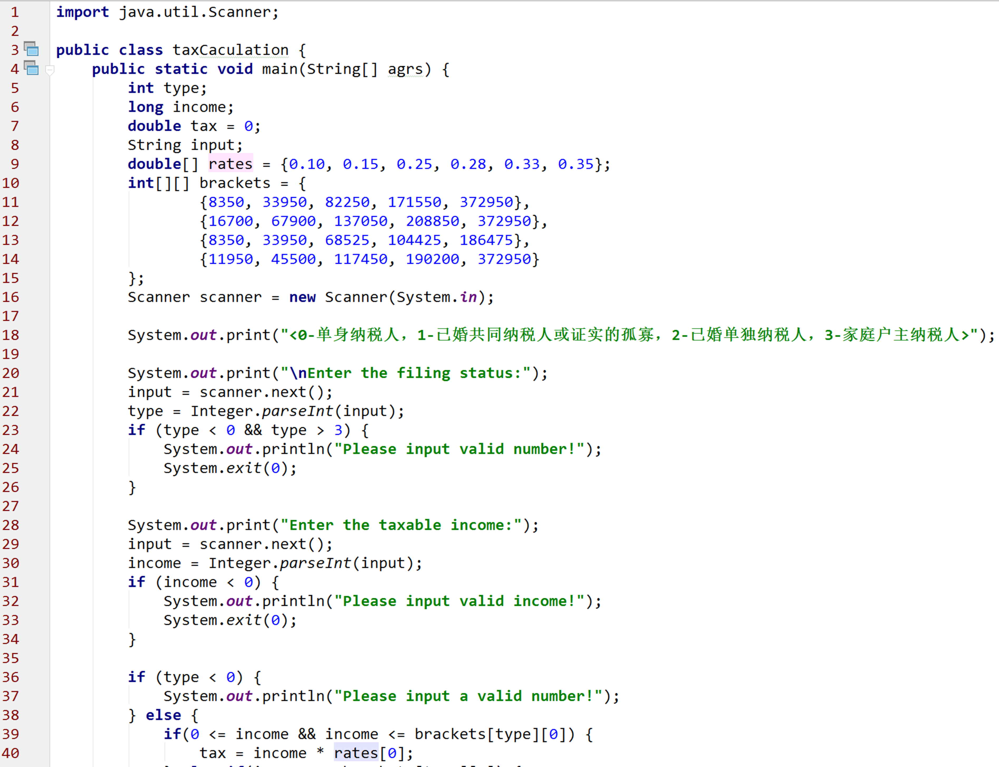 1 import java.util.Scanner;
2
3 public class taxCaculation {
4     public static void main(String[] agrs) {
5         int type;
6         long income;
7         double tax = 0;
8         String input;
9         double[] rates = {0.10, 0.15, 0.25, 0.28, 0.33, 0.35};
10         int[][] brackets = {
11                 {8350, 33950, 82250, 171550, 372950},
12                 {16700, 67900, 137050, 208850, 372950},
13                 {8350, 33950, 68525, 104425, 186475},
14                 {11950, 45500, 117450, 190200, 372950}
15         };
16         Scanner scanner = new Scanner(System.in);
17
18         System.out.print("<0-单身纳税人，1-已婚共同纳税人或证实的孤寡，2-已婚单独纳税人，3-家庭户主纳税人>");
19
20         System.out.print("\nEnter the filing status:");
21         input = scanner.next();
22         type = Integer.parseInt(input);
23         if (type < 0 && type > 3) {
24             System.out.println("Please input valid number!");
25             System.exit(0);
26         }
27
28         System.out.print("Enter the taxable income:");
29         input = scanner.next();
30         income = Integer.parseInt(input);
31         if (income < 0) {
32             System.out.println("Please input valid income!");
33             System.exit(0);
34         }
35
36         if (type < 0) {
37             System.out.println("Please input a valid number!");
38         } else {
39             if(0 <= income && income <= brackets[type][0]) {
40                 tax = income * rates[0];